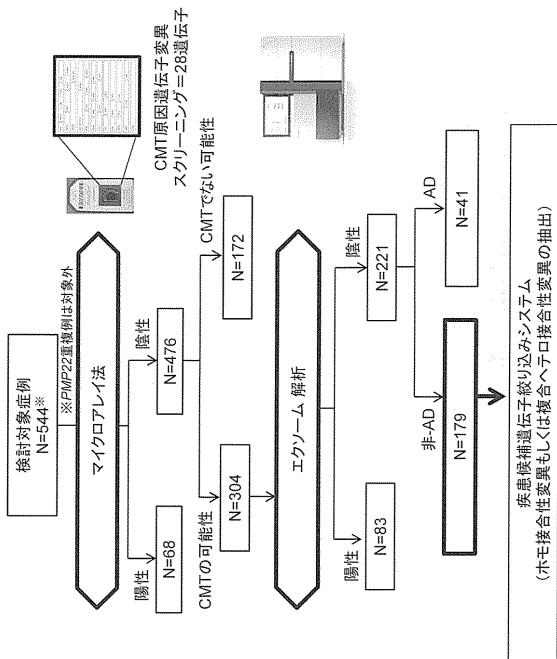 検討対象症例
N=544※
※PMP22重複例は対象外
マイクロアレイ法
CMT原因遺伝子変異
スクリーニング=28遺伝子
陽性
N=68
陰性
N=476
CMTの可能性
N=304
CMTでない可能性
N=172
エクソーム 解析
陽性
N=83
陰性
N=221
非-AD
N=179
AD
N=41
疾患候補遺伝子絞り込みシステム
(ホモ接合性変異もしくは複合ヘテロ接合性変異の抽出)